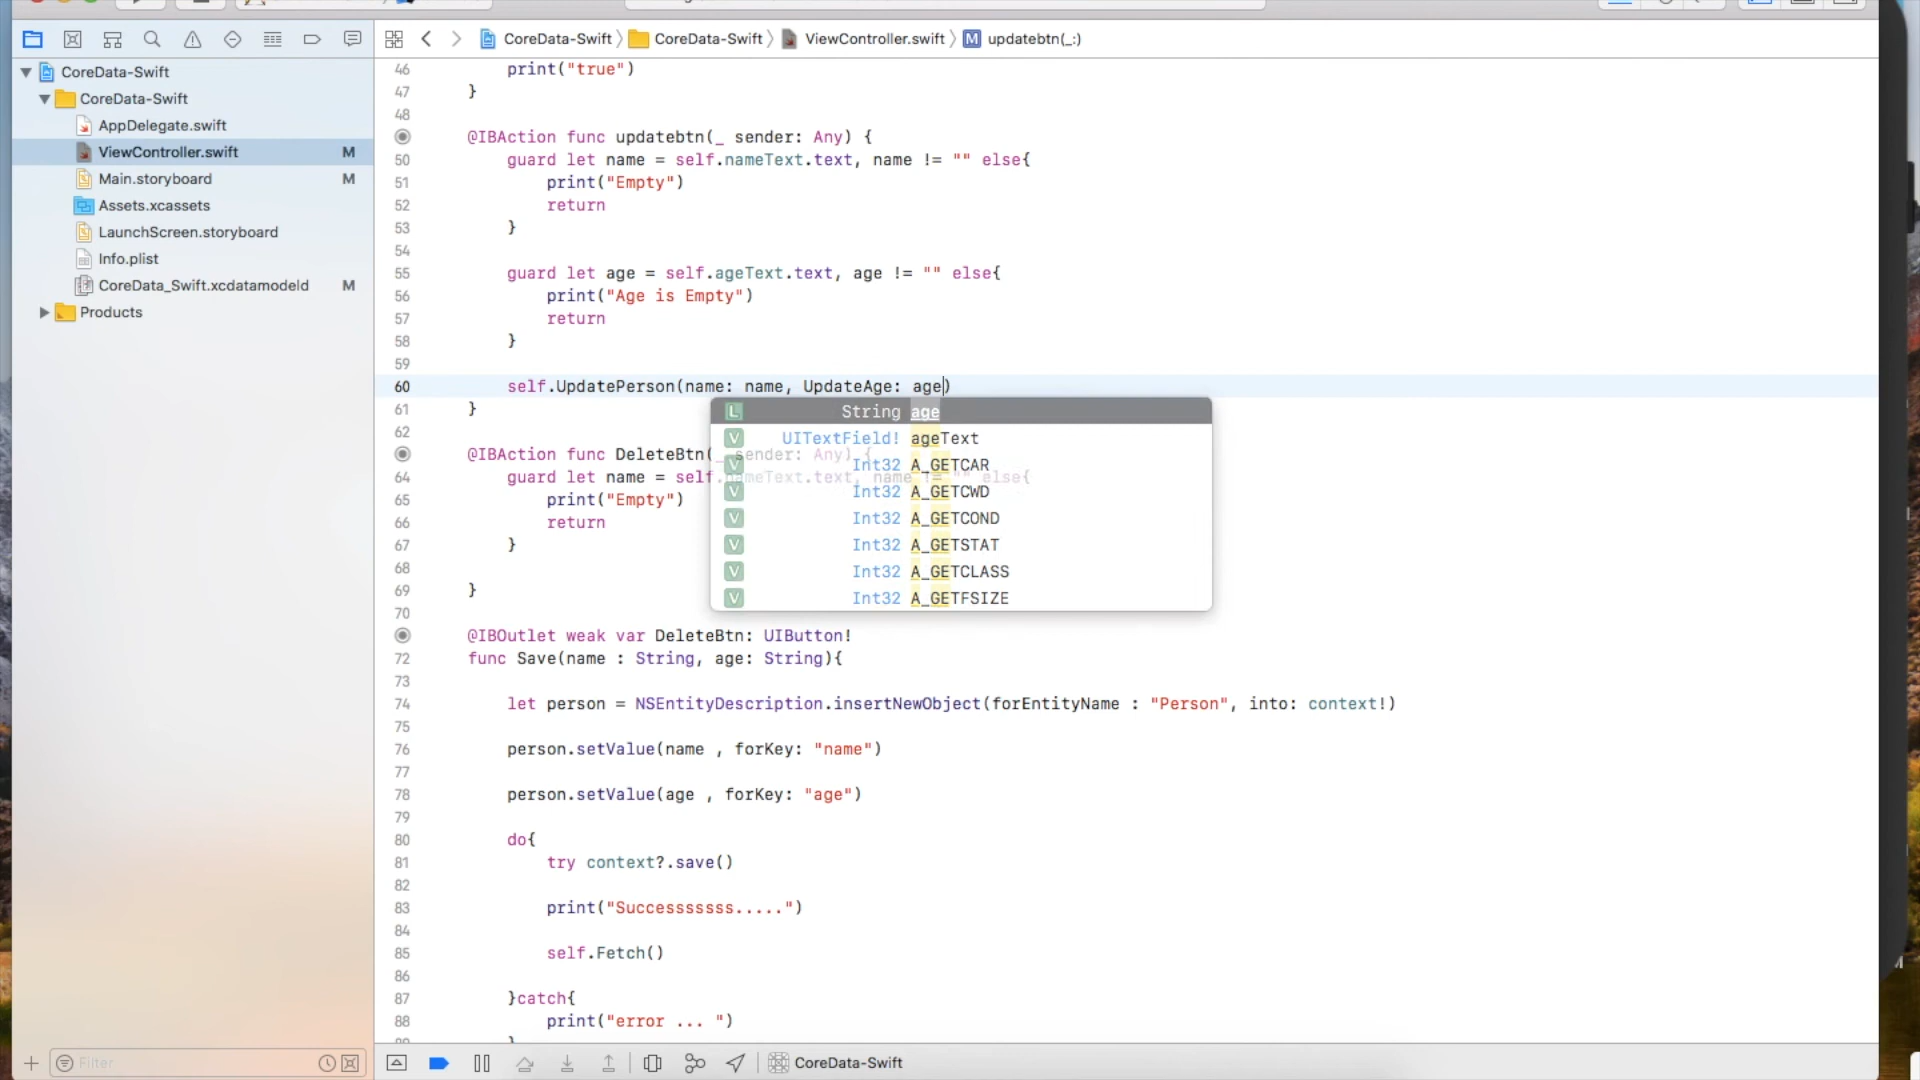 CoreData-Swift
CoreData-Swift
ViewController.swift
M
updatebtn(_:)
CoreData-Swift
CoreData-Swift
AppDelegate.swift
ViewController.swift M
Main.storyboard M
Assets.xcassets
LaunchScreen.storyboard
Info.plist
CoreData_Swift.xcdatamodeld M
Products
Filter
46 print("true")
47 }
48
@IBAction func updatebtn(_ sender: Any) {
50 guard let name = self.nameText.text, name != "" else{
51 print("Empty")
52 return
53 }
54
55 guard let age = self.ageText.text, age != "" else{
56 print("Age is Empty")
57 return
58 }
59
60 self.UpdatePerson(name: name, UpdateAge: age)
61 }
62
@IBAction func DeleteBtn(_ sender: Any) {
64 guard let name = self.nameText.text, name != "" else{
65 print("Empty")
66 return
67 }
68
69 }
70
@IBOutlet weak var DeleteBtn: UIButton!
72 func Save(name : String, age: String){
73
74 let person = NSEntityDescription.insertNewObject(forEntityName : "Person", into: context!)
75
76 person.setValue(name , forKey: "name")
77
78 person.setValue(age , forKey: "age")
79
80 do{
81 try context?.save()
82
83 print("Successsssss.....")
84
85 self.Fetch()
86
87 }catch{
88 print("error ... ")
L String age
V UITextField! ageText
V Int32 A_GETCAR
V Int32 A_GETCWD
V Int32 A_GETCOND
V Int32 A_GETSTAT
V Int32 A_GETCLASS
V Int32 A_GETFSIZE
CoreData-Swift